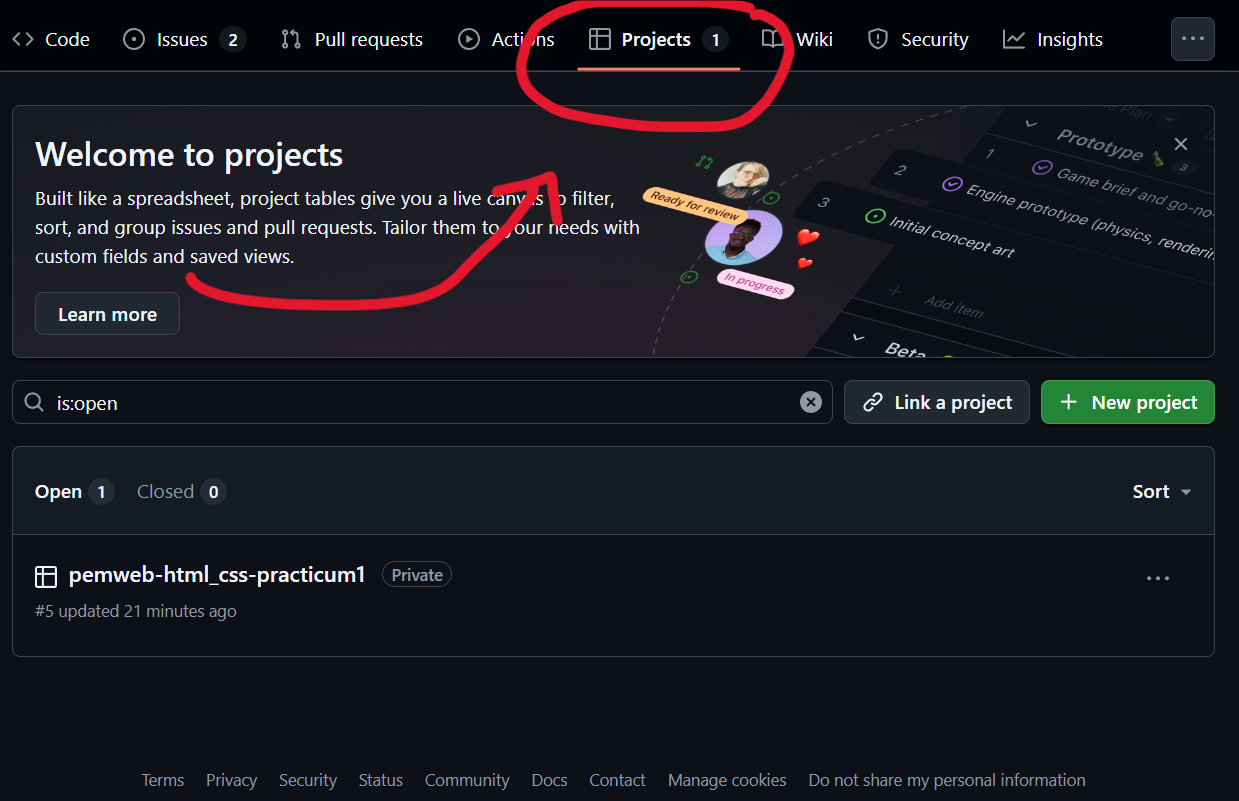 Code Issues 2 Pull requests Actions Projects 1 Wiki Security Insights
Welcome to projects
Built like a spreadsheet, project tables give you a live canvas to filter,
sort, and group issues and pull requests. Tailor them to your needs with
custom fields and saved views.
Learn more
Ready for review
In progress
Prototype 3
1 Game brief and go-no-
2 Engine prototype (physics, renderin
3 Initial concept art
+ Add item
Beta
is:open
Link a project
New project
Open 1 Closed 0 Sort
pemweb-html_css-practicum1 Private
#5 updated 21 minutes ago
Terms Privacy Security Status Community Docs Contact Manage cookies Do not share my personal information